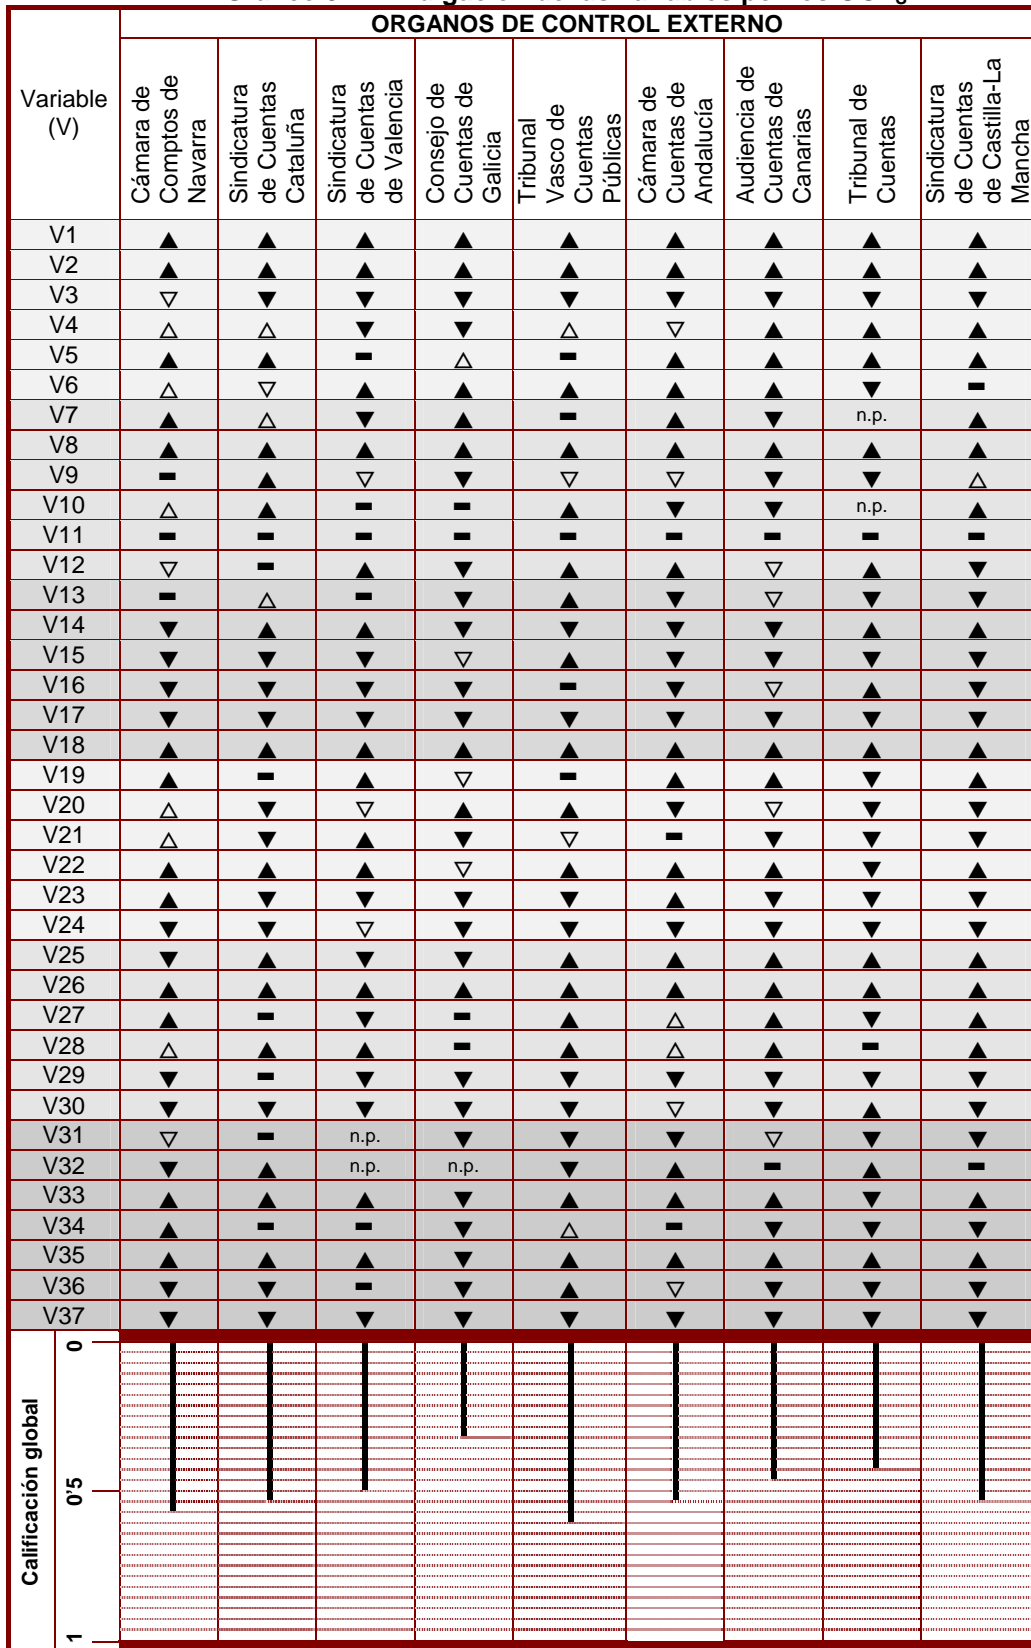 ORGANOS DE CONTROL EXTERNO
Variable
(V)
Cámara de
Comptos de
Navarra
Sindicatura
de Cuentas
Cataluña
Sindicatura
de Cuentas
de Valencia
Consejo de
Cuentas de
Galicia
Tribunal
Vasco de
Cuentas
Públicas
Cámara de
Cuentas de
Andalucía
Audiencia de
Cuentas de
Canarias
Tribunal de
Cuentas
Sindicatura
de Cuentas
de Castilla-La
Mancha
V1 ▲ ▲ ▲ ▲ ▲ ▲ ▲ ▲ ▲
V2 ▲ ▲ ▲ ▲ ▲ ▲ ▲ ▲ ▲
V3 ▽ ▼ ▼ ▼ ▼ ▼ ▼ ▼ ▼
V4 △ △ ▼ ▼ △ ▽ ▲ ▲ ▲
V5 ▲ ▲ - △ - ▲ ▲ ▲ ▲
V6 △ ▽ ▲ ▲ ▲ ▲ ▲ ▼ -
V7 ▲ △ ▼ ▲ - ▲ ▼ n.p. ▲
V8 ▲ ▲ ▲ ▲ ▲ ▲ ▲ ▲ ▲
V9 - ▲ ▽ ▼ ▽ ▽ ▼ ▼ △
V10 △ ▲ - - ▲ ▼ ▼ n.p. ▲
V11 - - - - - - - - -
V12 ▽ - ▲ ▼ ▲ ▲ ▽ ▲ ▼
V13 - △ - ▼ ▲ ▼ ▽ ▼ ▼
V14 ▼ ▲ ▲ ▼ ▼ ▼ ▼ ▲ ▲
V15 ▼ ▼ ▼ ▽ ▲ ▼ ▼ ▼ ▼
V16 ▼ ▼ ▼ ▼ - ▼ ▽ ▲ ▼
V17 ▼ ▼ ▼ ▼ ▼ ▼ ▼ ▼ ▼
V18 ▲ ▲ ▲ ▲ ▲ ▲ ▲ ▲ ▲
V19 ▲ - ▲ ▽ - ▲ ▲ ▼ ▲
V20 △ ▼ ▽ ▲ ▲ ▼ ▽ ▼ ▼
V21 △ ▼ ▲ ▼ ▽ - ▼ ▼ ▼
V22 ▲ ▲ ▲ ▽ ▲ ▲ ▲ ▼ ▲
V23 ▲ ▼ ▼ ▼ ▼ ▲ ▼ ▼ ▼
V24 ▼ ▼ ▽ ▼ ▼ ▼ ▼ ▼ ▼
V25 ▼ ▲ ▼ ▼ ▲ ▲ ▲ ▲ ▲
V26 ▲ ▲ ▲ ▲ ▲ ▲ ▲ ▲ ▲
V27 ▲ - ▼ - ▲ △ ▲ ▼ ▲
V28 △ ▲ ▲ - ▲ △ ▲ - ▲
V29 ▼ - ▼ ▼ ▼ ▼ ▼ ▼ ▼
V30 ▼ ▼ ▼ ▼ ▼ ▽ ▼ ▲ ▼
V31 ▽ - n.p. ▼ ▼ ▼ ▽ ▼ ▼
V32 ▼ ▲ n.p. n.p. ▼ ▲ - ▲ -
V33 ▲ ▲ ▲ ▼ ▲ ▲ ▲ ▼ ▲
V34 ▲ - - ▼ △ - ▼ ▼ ▼
V35 ▲ ▲ ▲ ▼ ▲ ▲ ▲ ▲ ▲
V36 ▼ ▼ - ▼ ▲ ▽ ▼ ▼ ▼
V37 ▼ ▼ ▼ ▼ ▼ ▼ ▼ ▼ ▼
Calificación global
0
0'5
1